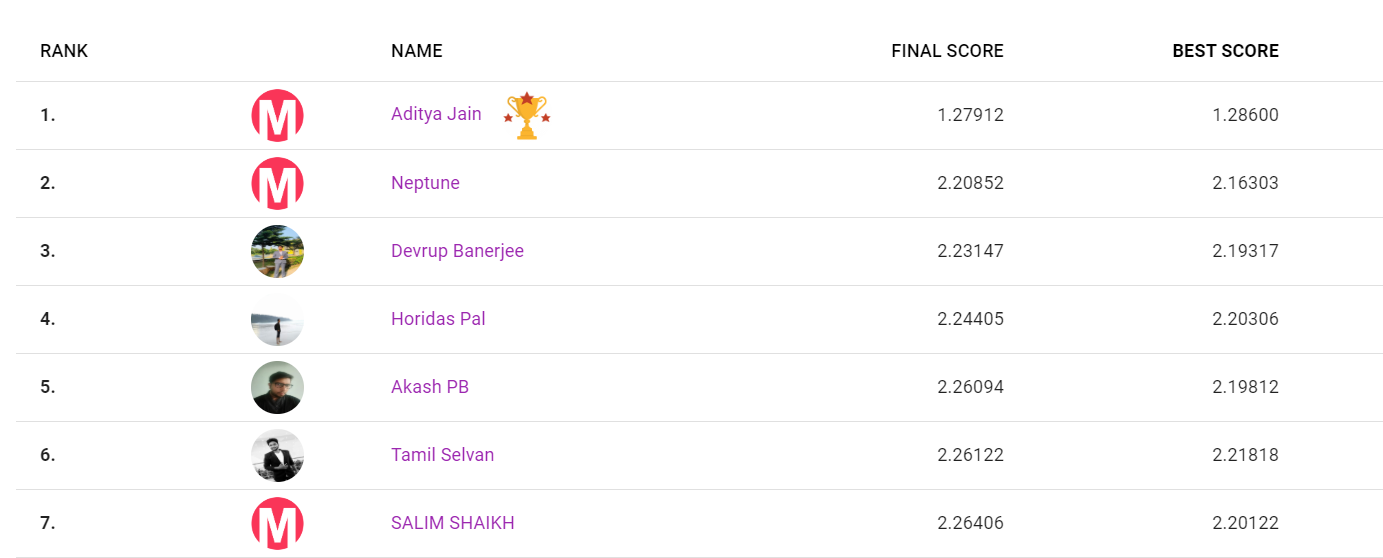 RANK NAME FINAL SCORE BEST SCORE
1. M Aditya Jain 1.27912 1.28600
2. M Neptune 2.20852 2.16303
3. Devrup Banerjee 2.23147 2.19317
4. Horidas Pal 2.24405 2.20306
5. Akash PB 2.26094 2.19812
6. Tamil Selvan 2.26122 2.21818
7. M SALIM SHAIKH 2.26406 2.20122